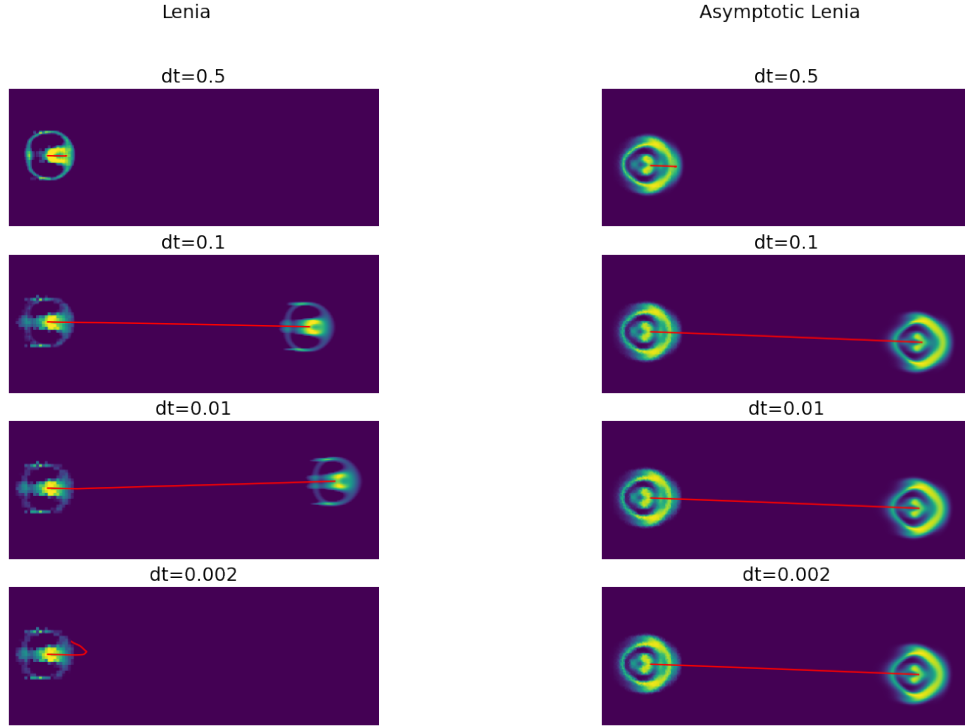 Lenia
Asymptotic Lenia
dt=0.5
dt=0.5
dt=0.1
dt=0.1
dt=0.01
dt=0.01
dt=0.002
dt=0.002